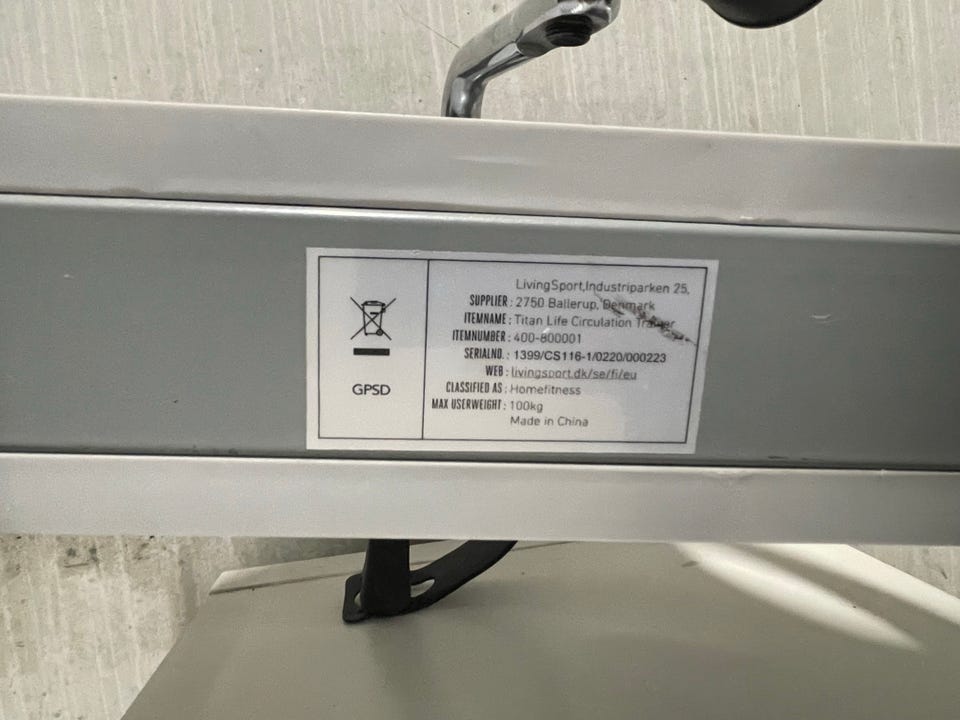 GPSD
LivingSport,Industriparken 25,
SUPPLIER : 2750 Ballerup, Denmark
ITEMNAME : Titan Life Circulation Trainer
ITEMNUMBER : 400-800001
SERIALNO. : 1399/CS116-1/0220/000223
WEB : livingsport.dk/se/fi/eu
CLASSIFIED AS : Homefitness
MAX USERWEIGHT : 100kg
Made in China